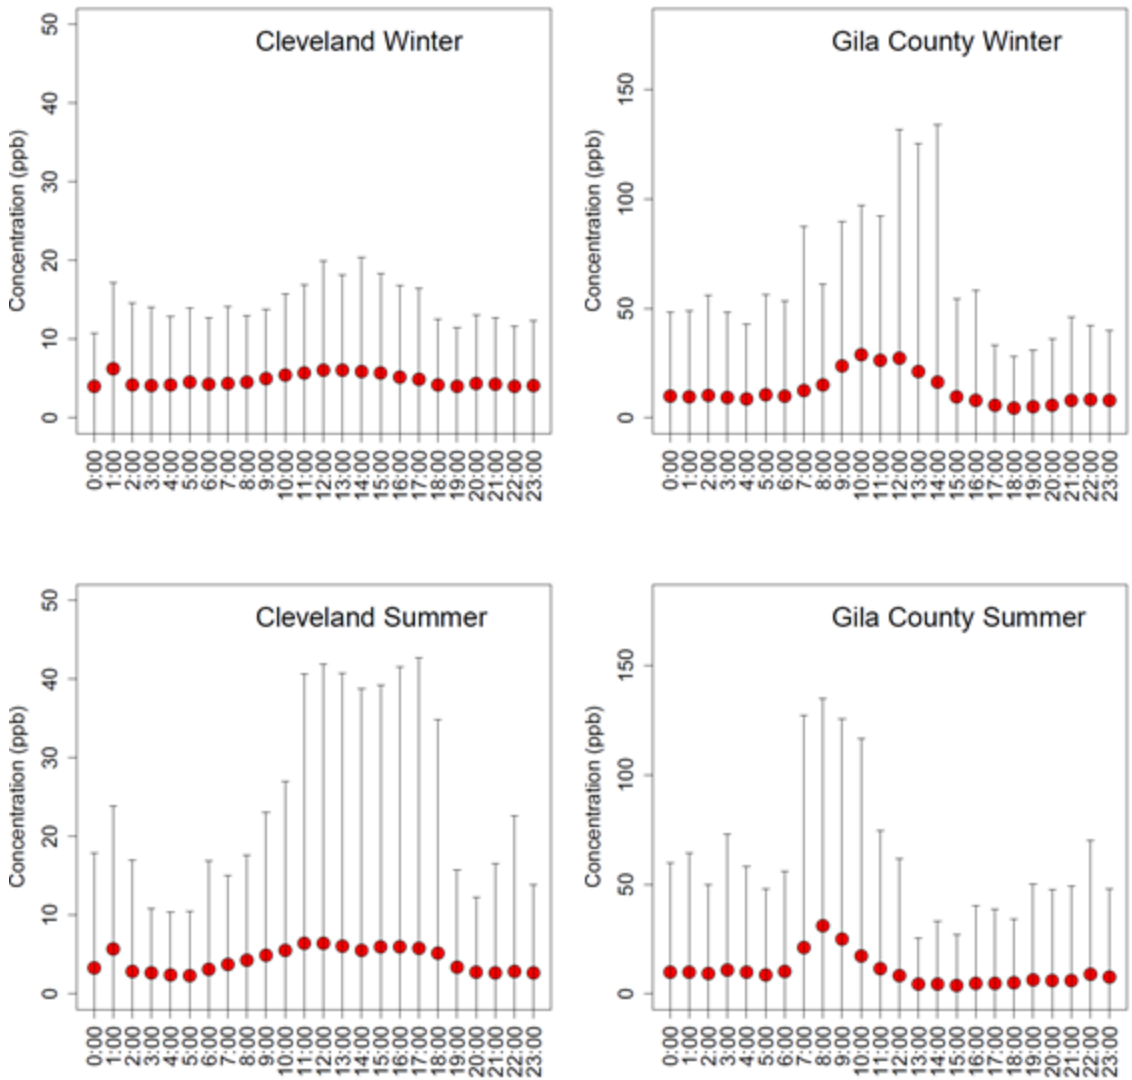 Cleveland Winter
Concentration (ppb)
50
40
30
20
10
0
0:00 1:00 2:00 3:00 4:00 5:00 6:00 7:00 8:00 9:00 10:00 11:00 12:00 13:00 14:00 15:00 16:00 17:00 18:00 19:00 20:00 21:00 22:00 23:00
Gila County Winter
Concentration (ppb)
150
100
50
0
0:00 1:00 2:00 3:00 4:00 5:00 6:00 7:00 8:00 9:00 10:00 11:00 12:00 13:00 14:00 15:00 16:00 17:00 18:00 19:00 20:00 21:00 22:00 23:00
Cleveland Summer
Concentration (ppb)
50
40
30
20
10
0
0:00 1:00 2:00 3:00 4:00 5:00 6:00 7:00 8:00 9:00 10:00 11:00 12:00 13:00 14:00 15:00 16:00 17:00 18:00 19:00 20:00 21:00 22:00 23:00
Gila County Summer
Concentration (ppb)
150
100
50
0
0:00 1:00 2:00 3:00 4:00 5:00 6:00 7:00 8:00 9:00 10:00 11:00 12:00 13:00 14:00 15:00 16:00 17:00 18:00 19:00 20:00 21:00 22:00 23:00